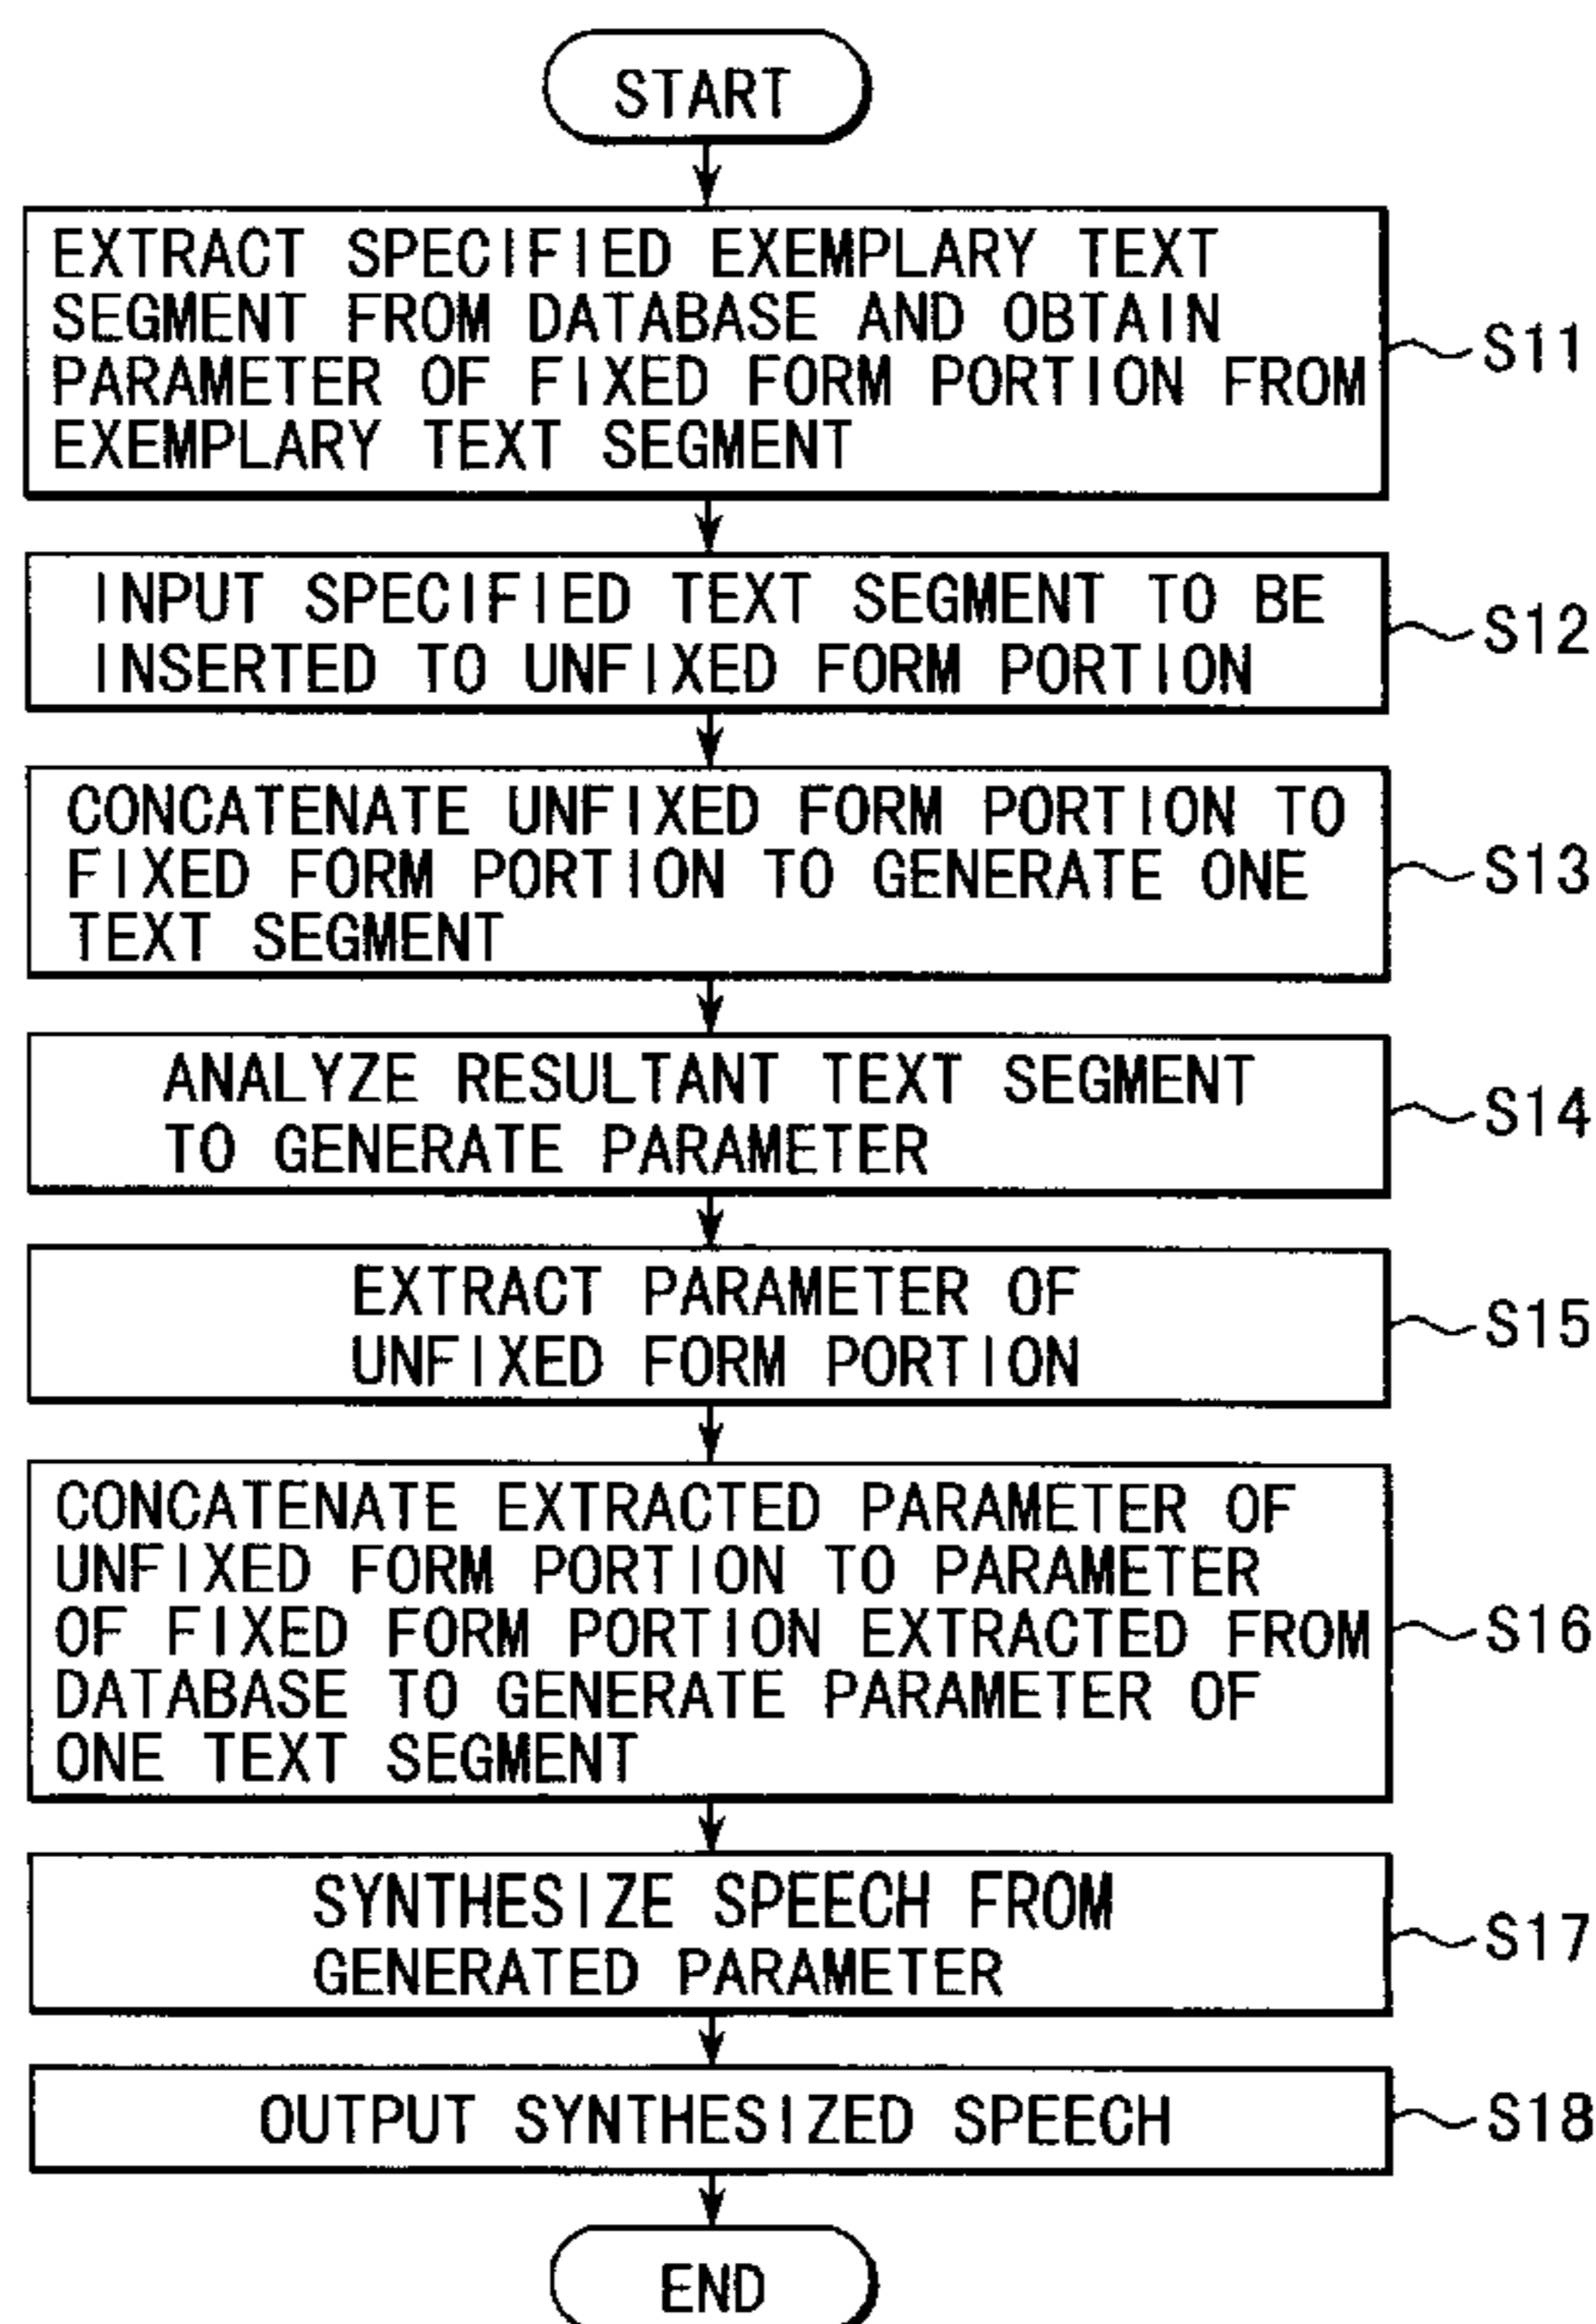 START
EXTRACT SPECIFIED EXEMPLARY TEXT
SEGMENT FROM DATABASE AND OBTAIN
PARAMETER OF FIXED FORM PORTION FROM
EXEMPLARY TEXT SEGMENT
S11
INPUT SPECIFIED TEXT SEGMENT TO BE
INSERTED TO UNFIXED FORM PORTION
S12
CONCATENATE UNFIXED FORM PORTION TO
FIXED FORM PORTION TO GENERATE ONE
TEXT SEGMENT
S13
ANALYZE RESULTANT TEXT SEGMENT
TO GENERATE PARAMETER
S14
EXTRACT PARAMETER OF
UNFIXED FORM PORTION
S15
CONCATENATE EXTRACTED PARAMETER OF
UNFIXED FORM PORTION TO PARAMETER
OF FIXED FORM PORTION EXTRACTED FROM
DATABASE TO GENERATE PARAMETER OF
ONE TEXT SEGMENT
S16
SYNTHESIZE SPEECH FROM
GENERATED PARAMETER
S17
OUTPUT SYNTHESIZED SPEECH
S18
END